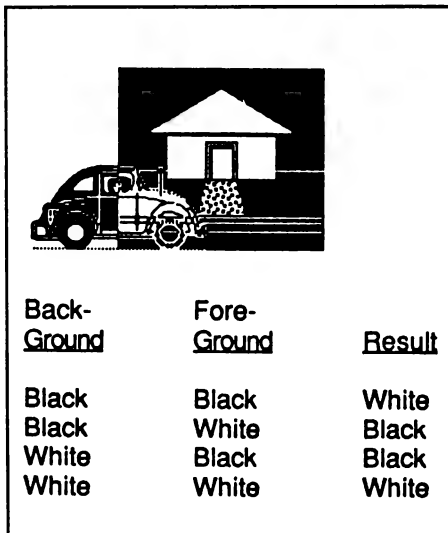 Back- Fore-
Ground Ground Result
Black Black White
Black White Black
White Black Black
White White White